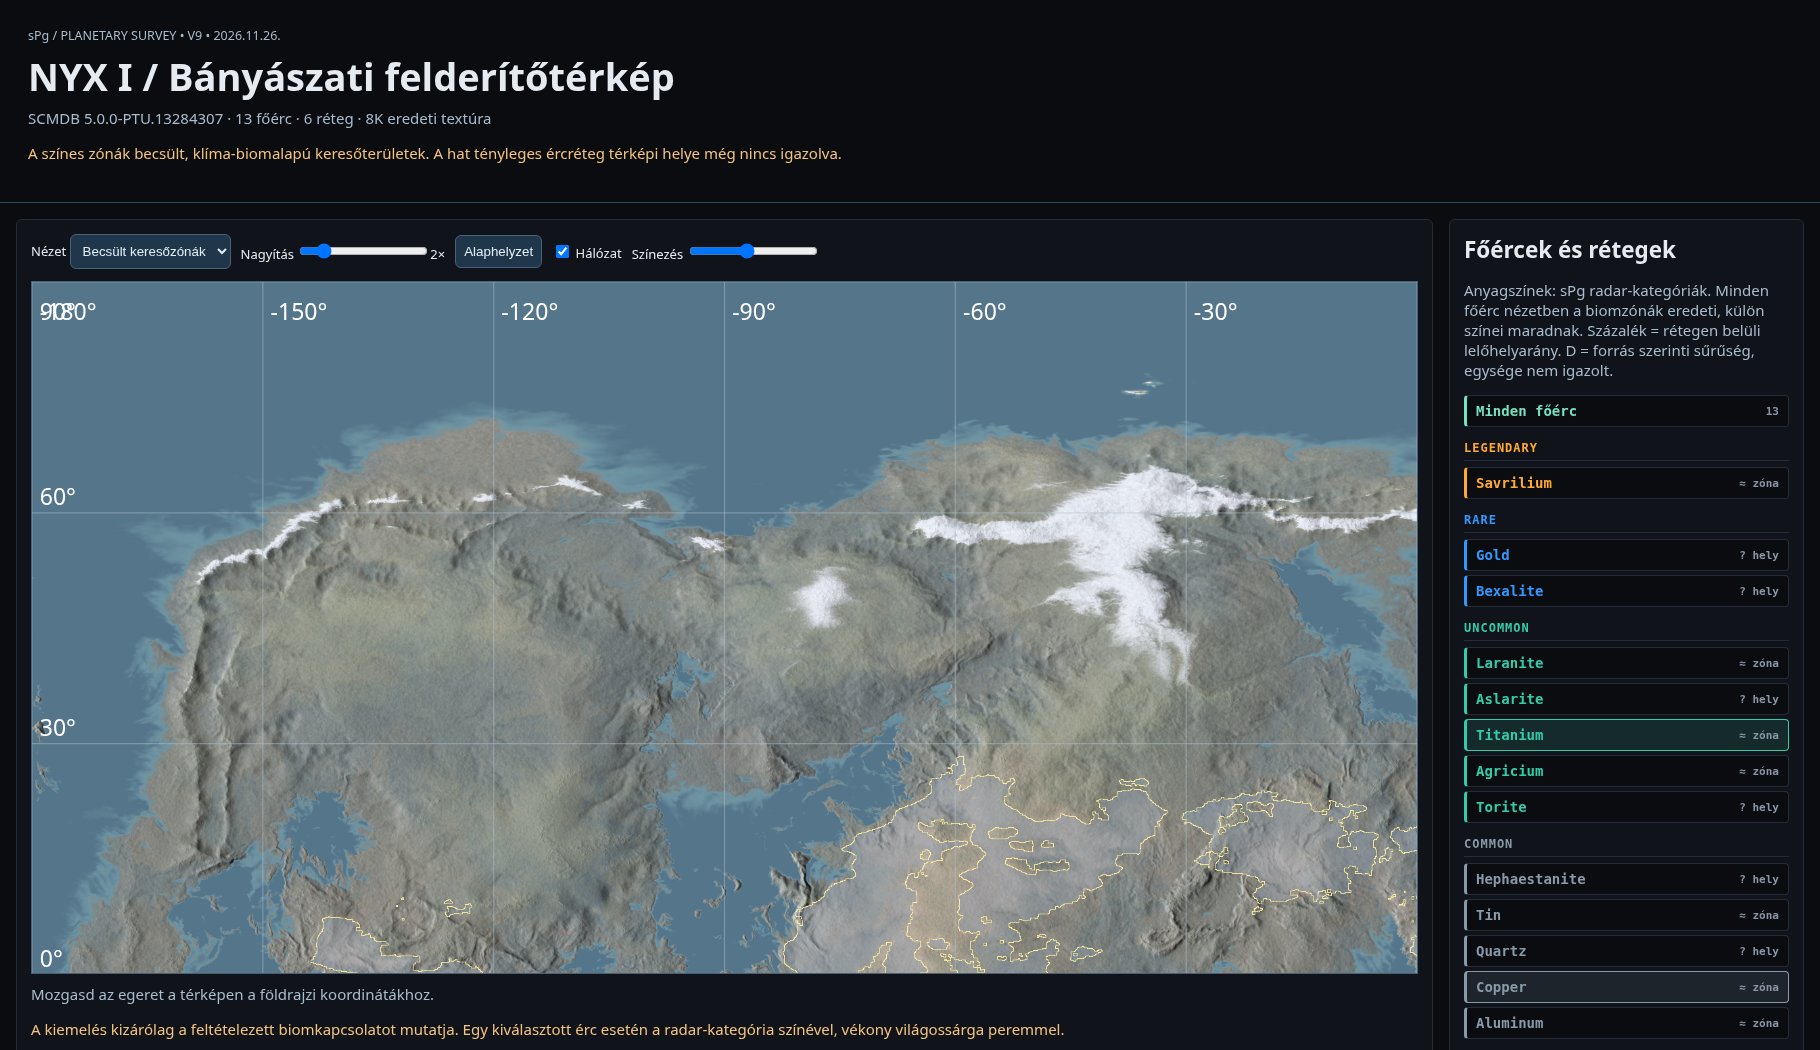 sPg / PLANETARY SURVEY • V9 • 2026.11.26.
NYX I / Bányászati felderítőtérkép
SCMDB 5.0.0-PTU.13284307 · 13 főérc · 6 réteg · 8K eredeti textúra
A színes zónák becsült, klíma-biomalapú keresőterületek. A hat tényleges ércréteg térképi helye még nincs igazolva.
Nézet Becsült keresőzónák Nagyítás 2× Alaphelyzet Hálózat Színezés
90° -180° -150° -120° -90° -60° -30°
60°
30°
0°
Mozgasd az egeret a térképen a földrajzi koordinátákhoz.
A kiemelés kizárólag a feltételezett biomkapcsolatot mutatja. Egy kiválasztott érc esetén a radar-kategória színével, vékony világossárga peremmel.
Főércek és rétegek
Anyagszínek: sPg radar-kategóriák. Minden
főérc nézetben a biomzónák eredeti, külön
színei maradnak. Százalék = rétegen belüli
lelőhelyarány. D = forrás szerinti sűrűség,
egysége nem igazolt.
Minden főérc 13
LEGENDARY
Savrilium ≈ zóna
RARE
Gold ? hely
Bexalite ? hely
UNCOMMON
Laranite ≈ zóna
Aslarite ? hely
Titanium ≈ zóna
Agricium ≈ zóna
Torite ? hely
COMMON
Hephaestanite ? hely
Tin ≈ zóna
Quartz ? hely
Copper ≈ zóna
Aluminum ≈ zóna